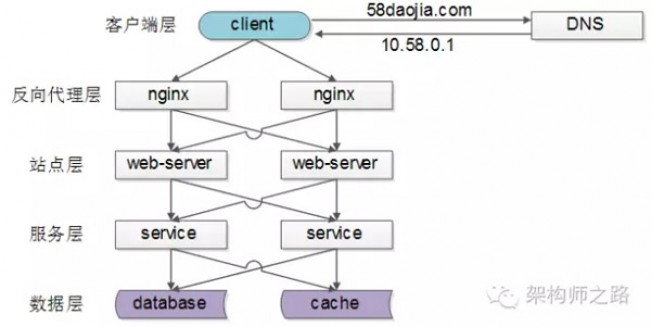 58daojia.com
客户端层 client DNS
10.58.0.1
反向代理层 nginx nginx
站点层 web-server web-server
服务层 service service
数据层 database cache
架构师之路